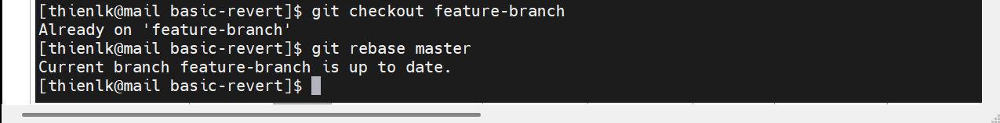 [thienlk@mail basic-revert]$ git checkout feature-branch
Already on 'feature-branch'
[thienlk@mail basic-revert]$ git rebase master
Current branch feature-branch is up to date.
[thienlk@mail basic-revert]$